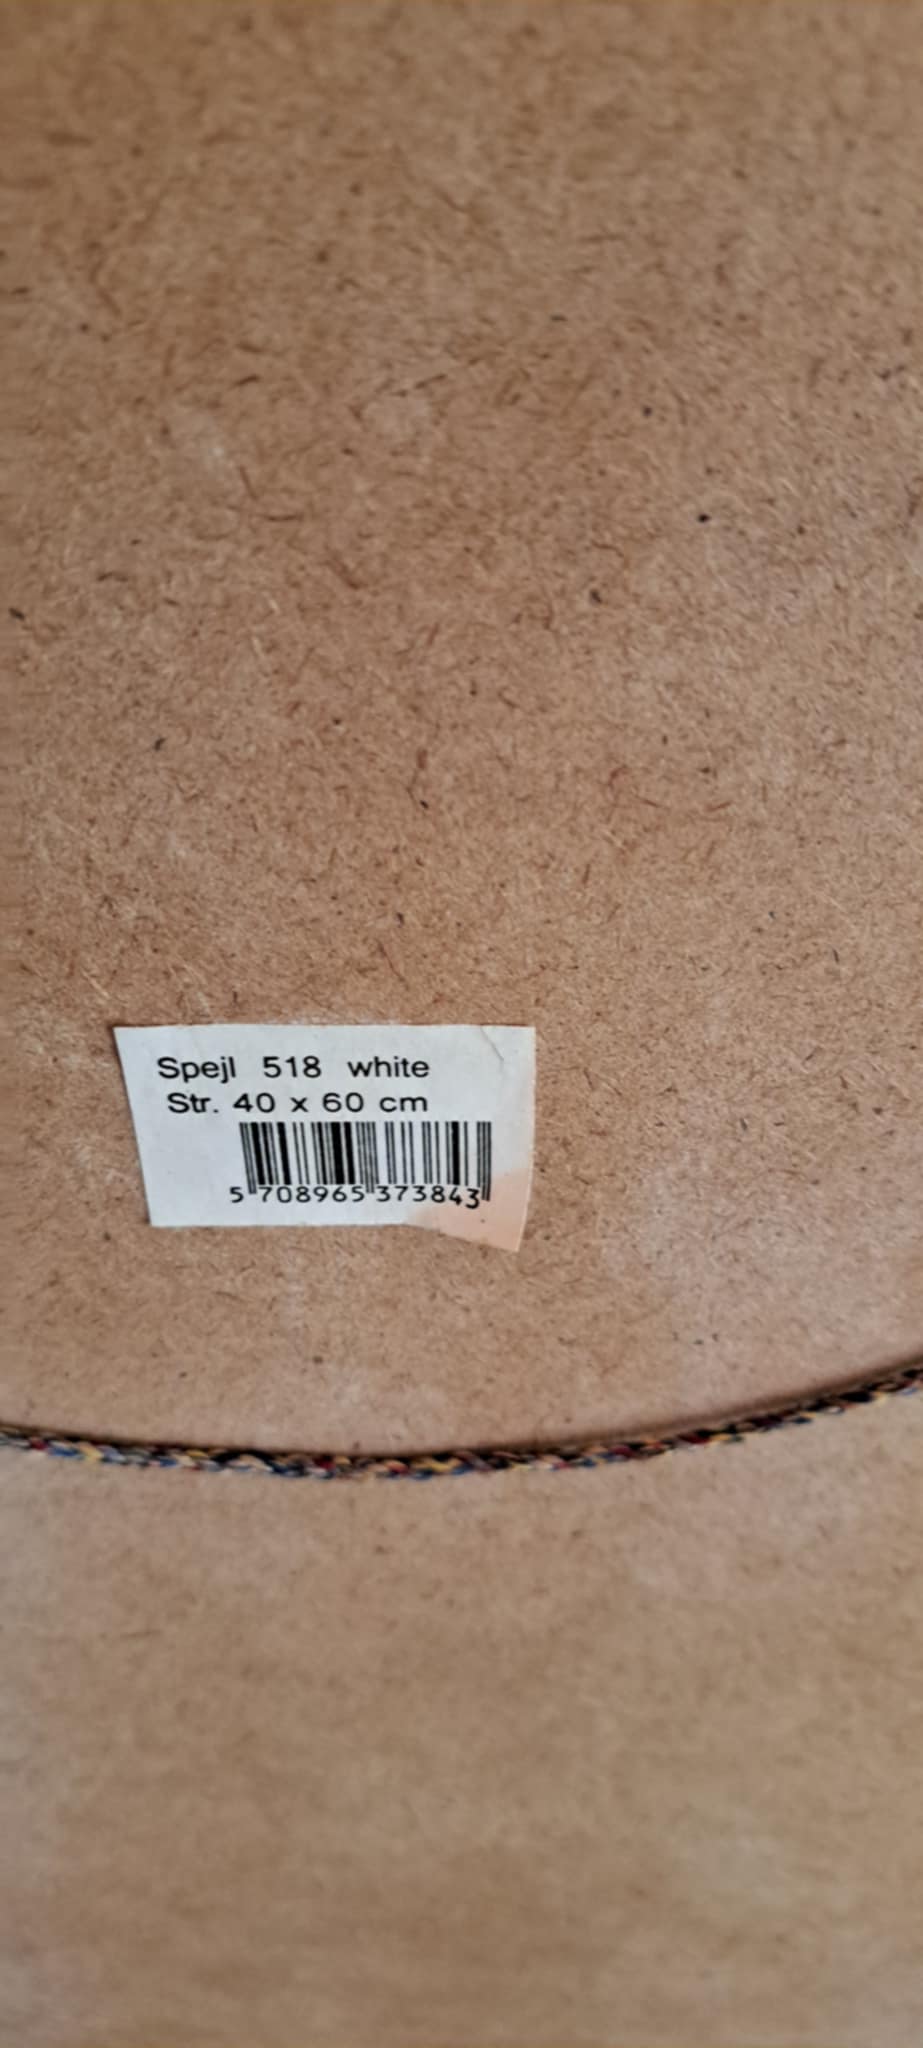 Spejl 518 white
Str. 40 x 60 cm
5 708965 373843